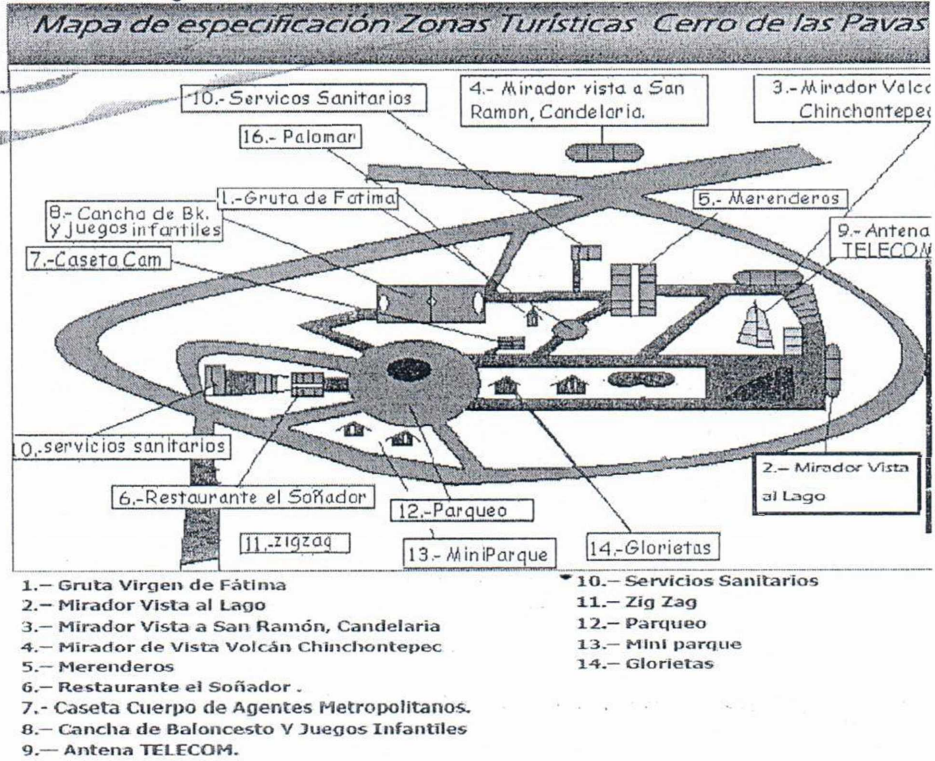 Mapa de especificación Zonas Turísticas Cerro de las Pavas
10.-Servicos Sanitarios
4.- Mirador vista a San
Ramon, Candelaria.
3.-Mirador Volc
Chinchontepec
16.- Palomar
1.-Gruta de Fatima
5.- Merenderos
8.- Cancha de Bk.
y juegos infantiles
9.-Antena
TELECOM
7.-Caseta Cam
10.servicios sanitarios
2.- Mirador Vista
al Lago
6.-Restaurante el Soñador
12.-Parqueo
11.-zigzag
13.- MiniParque
14.-Glorietas
1.— Gruta Virgen de Fátima
2.— Mirador Vista al Lago
3.— Mirador Vista a San Ramón, Candelaria
4.— Mirador de Vista Volcán Chinchontepec
5.— Merenderos
6.— Restaurante el Soñador .
7.- Caseta Cuerpo de Agentes Metropolitanos.
8.— Cancha de Baloncesto Y Juegos Infantiles
9.— Antena TELECOM.
10.— Servicios Sanitarios
11.— Zig Zag
12.— Parqueo
13.— Mini parque
14.— Glorietas